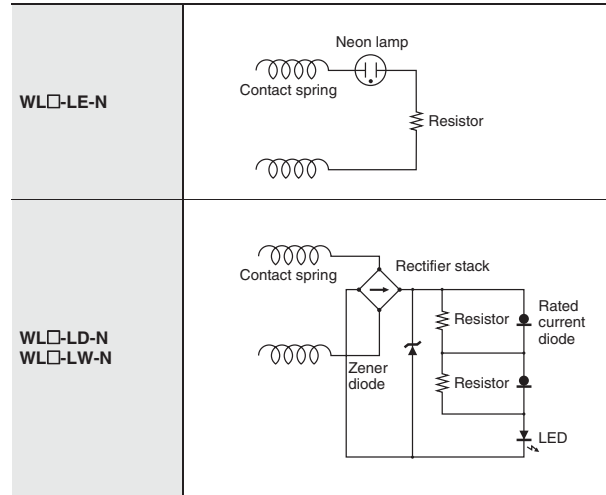 WL□-LE-N
Neon lamp
Contact spring
Resistor
WL□-LD-N
WL□-LW-N
Contact spring
Rectifier stack
Zener
diode
Resistor
Rated
current
diode
Resistor
LED